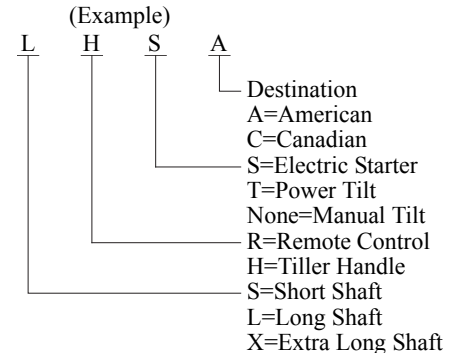 (Example)
L H S A
Destination
A=American
C=Canadian
S=Electric Starter
T=Power Tilt
None=Manual Tilt
R=Remote Control
H=Tiller Handle
S=Short Shaft
L=Long Shaft
X=Extra Long Shaft